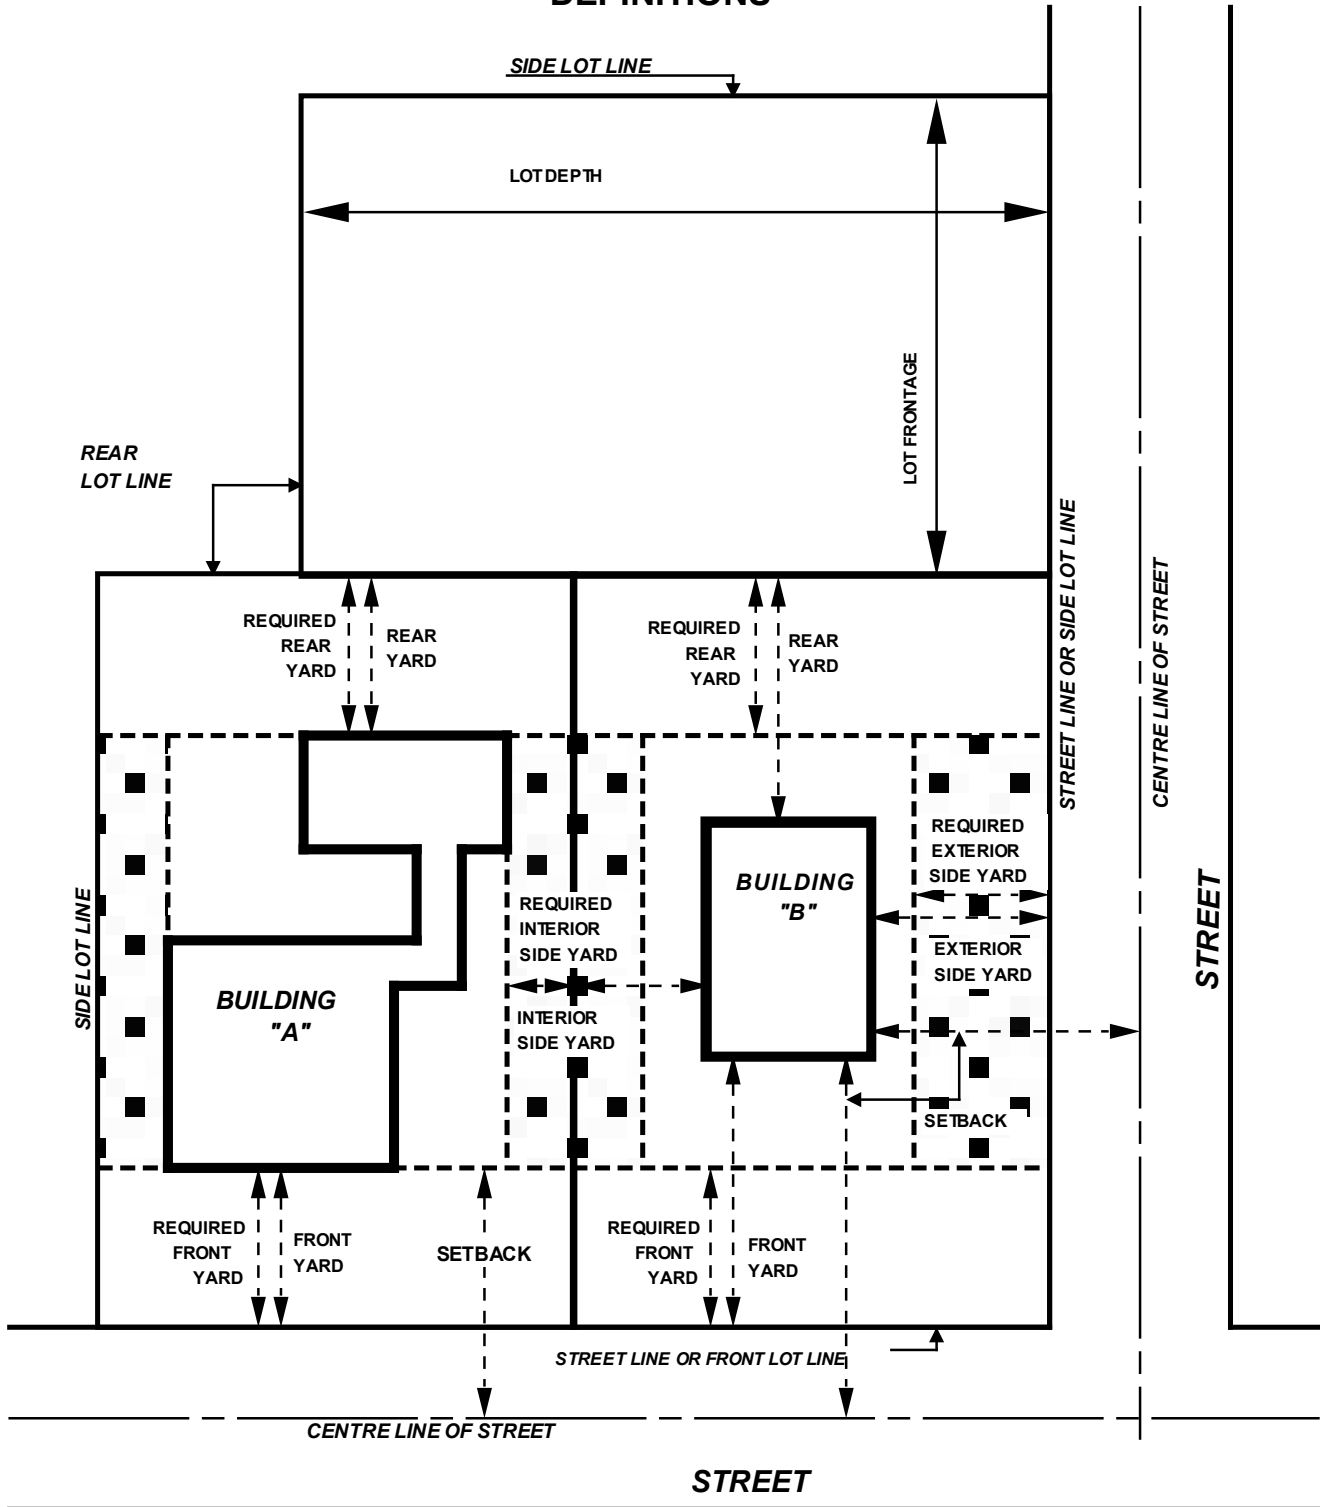 DEFINITIONS
SIDE LOT LINE
LOT DEPTH
LOT FRONTAGE
REAR
LOT LINE
STREET LINE OR SIDE LOT LINE
CENTRE LINE OF STREET
REQUIRED
REAR
YARD
REAR
YARD
REQUIRED
REAR
YARD
REAR
YARD
REQUIRED
EXTERIOR
SIDE YARD
BUILDING
"B"
STREET
SIDE LOT LINE
REQUIRED
INTERIOR
SIDE YARD
EXTERIOR
SIDE YARD
BUILDING
"A"
INTERIOR
SIDE YARD
SETBACK
REQUIRED
FRONT
YARD
FRONT
YARD
SETBACK
REQUIRED
FRONT
YARD
FRONT
YARD
STREET LINE OR FRONT LOT LINE
CENTRE LINE OF STREET
STREET